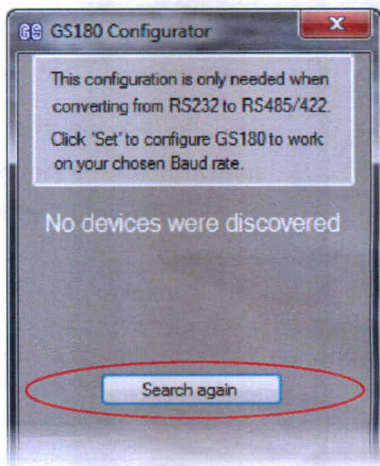 GS GS180 Configurator
X
This configuration is only needed when
converting from RS232 to RS485/422.
Click 'Set' to configure GS180 to work
on your chosen Baud rate.
No devices were discovered
Search again